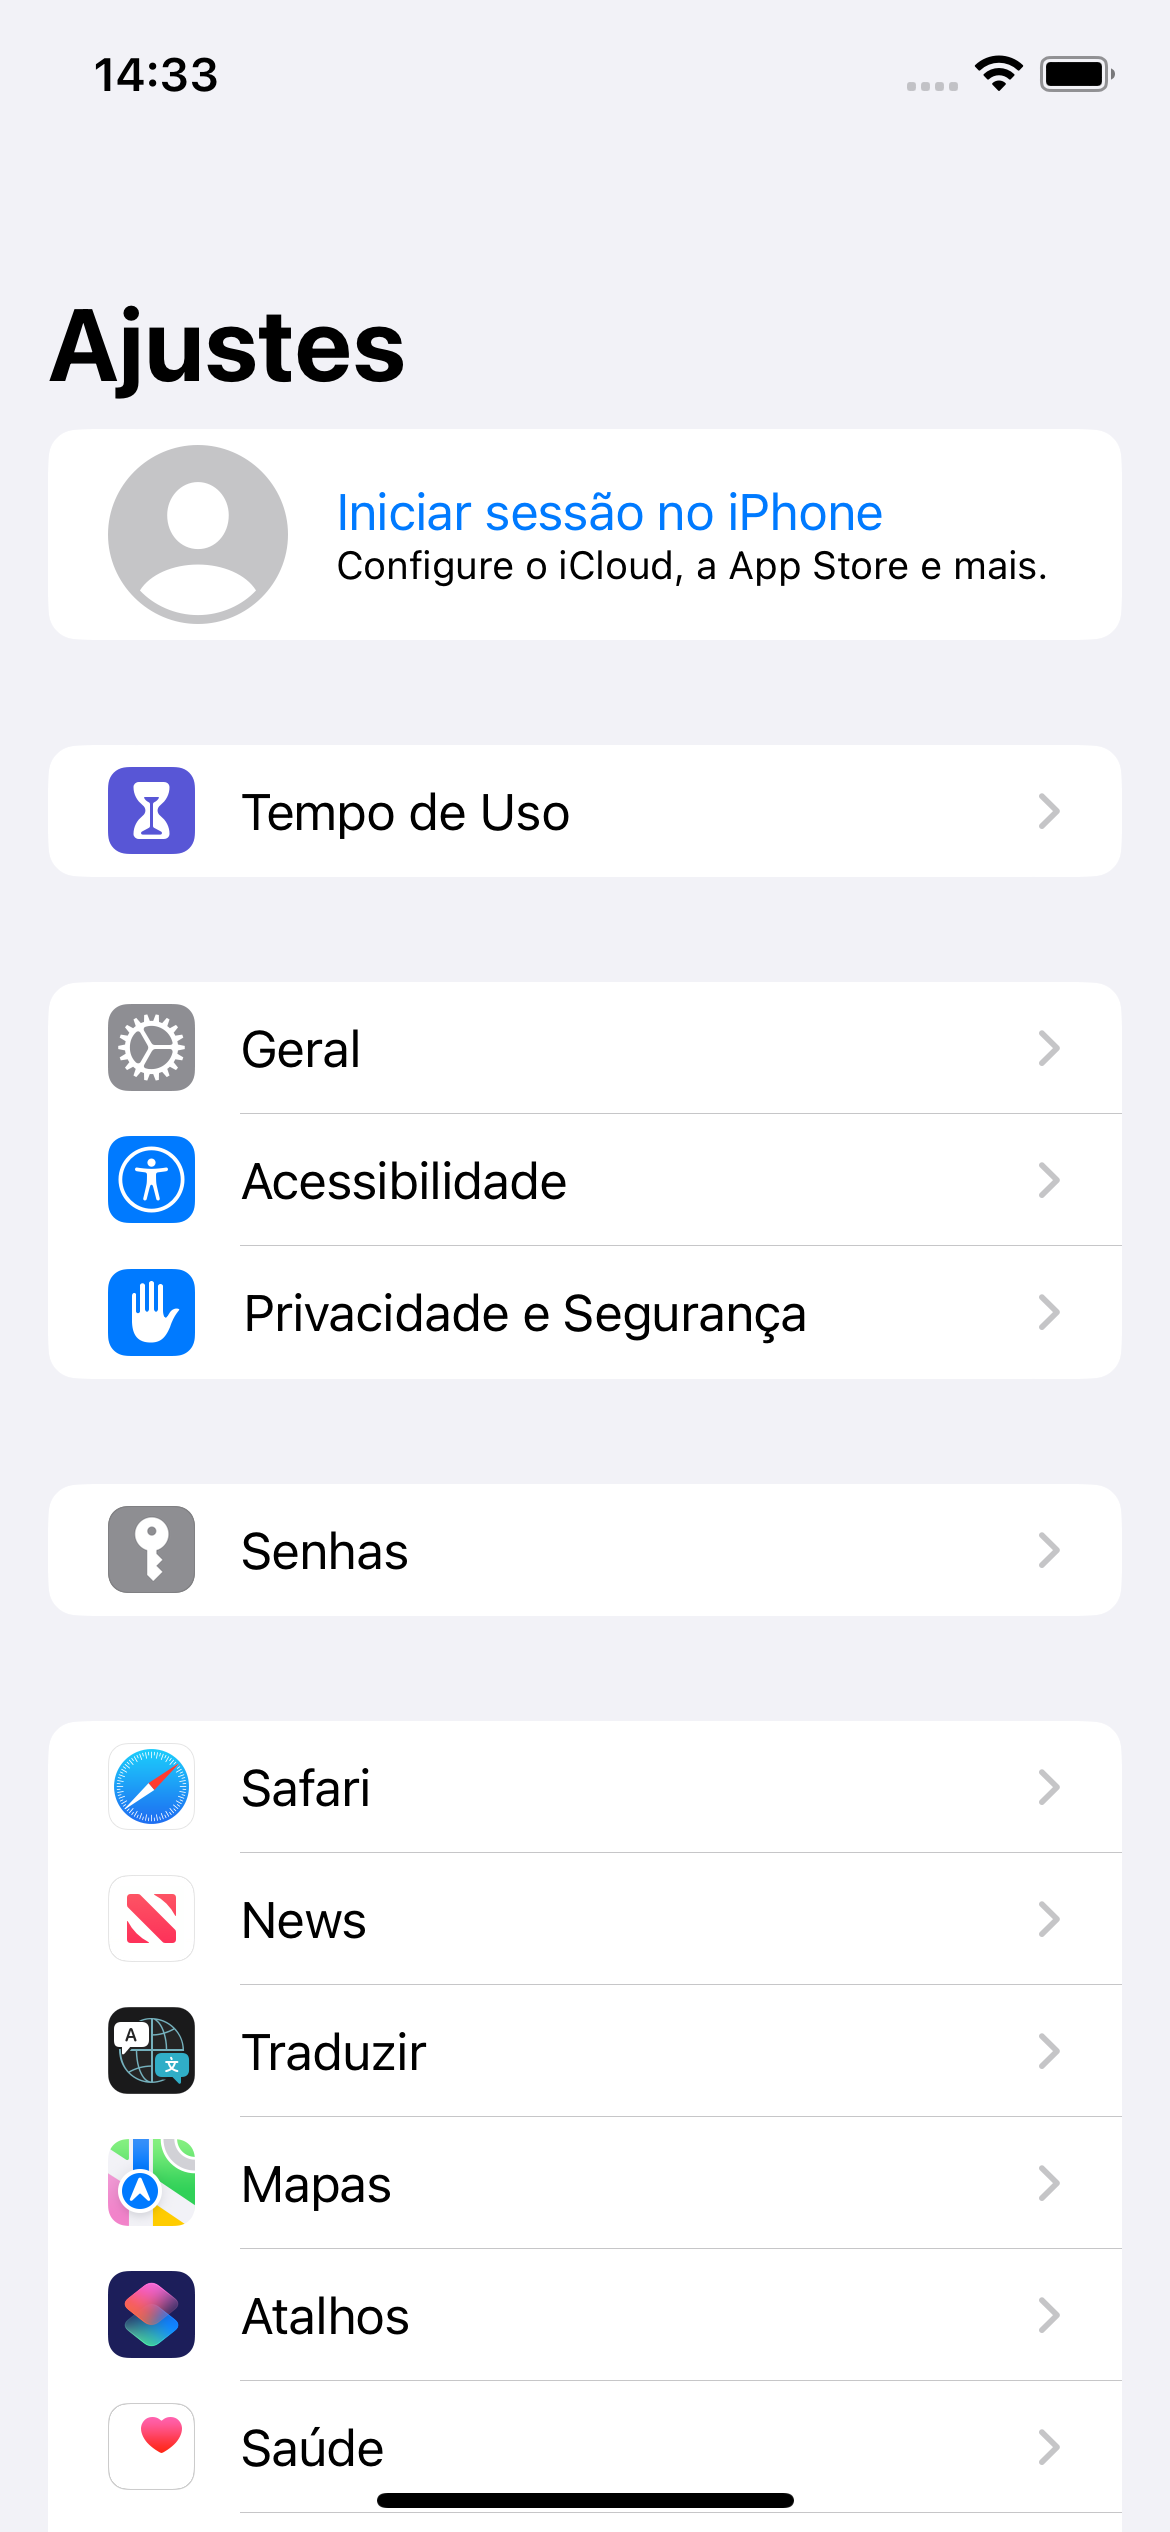 14:33
Ajustes
Iniciar sessão no iPhone
Configure o iCloud, a App Store e mais.
Tempo de Uso
Geral
Acessibilidade
Privacidade e Segurança
Senhas
Safari
News
A
文
Traduzir
Mapas
Atalhos
Saúde